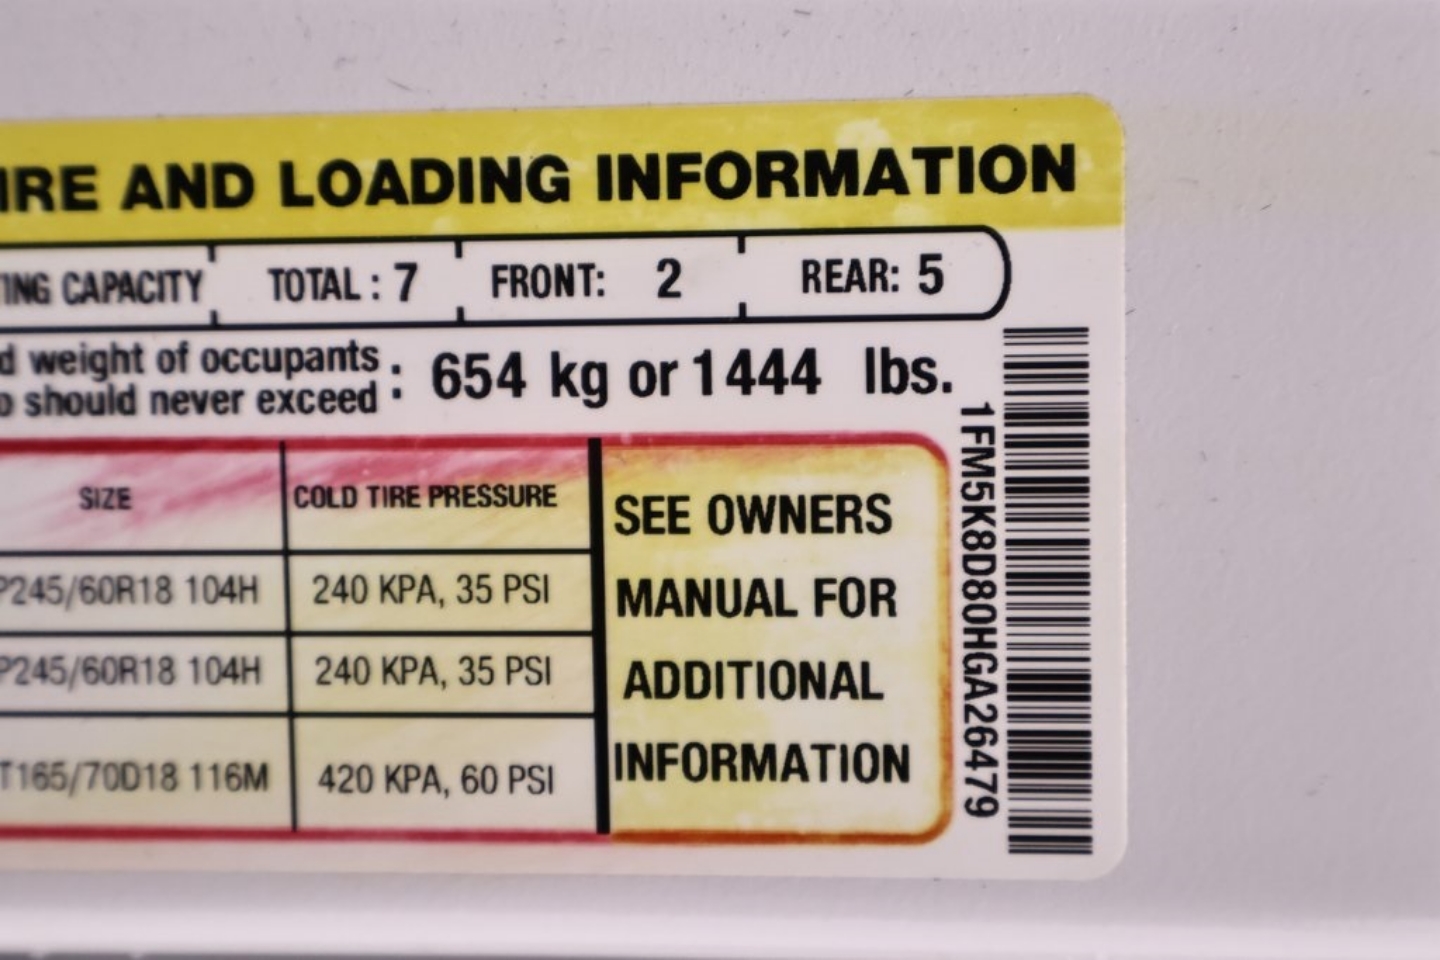 IRE AND LOADING INFORMATION
TING CAPACITY TOTAL : 7 FRONT: 2 REAR: 5
d weight of occupants
o should never exceed : 654 kg or 1444 lbs.
SIZE COLD TIRE PRESSURE
P245/60R18 104H 240 KPA, 35 PSI
P245/60R18 104H 240 KPA, 35 PSI
T165/70D18 116M 420 KPA, 60 PSI
SEE OWNERS
MANUAL FOR
ADDITIONAL
INFORMATION
1FM5K8D80HGA26479